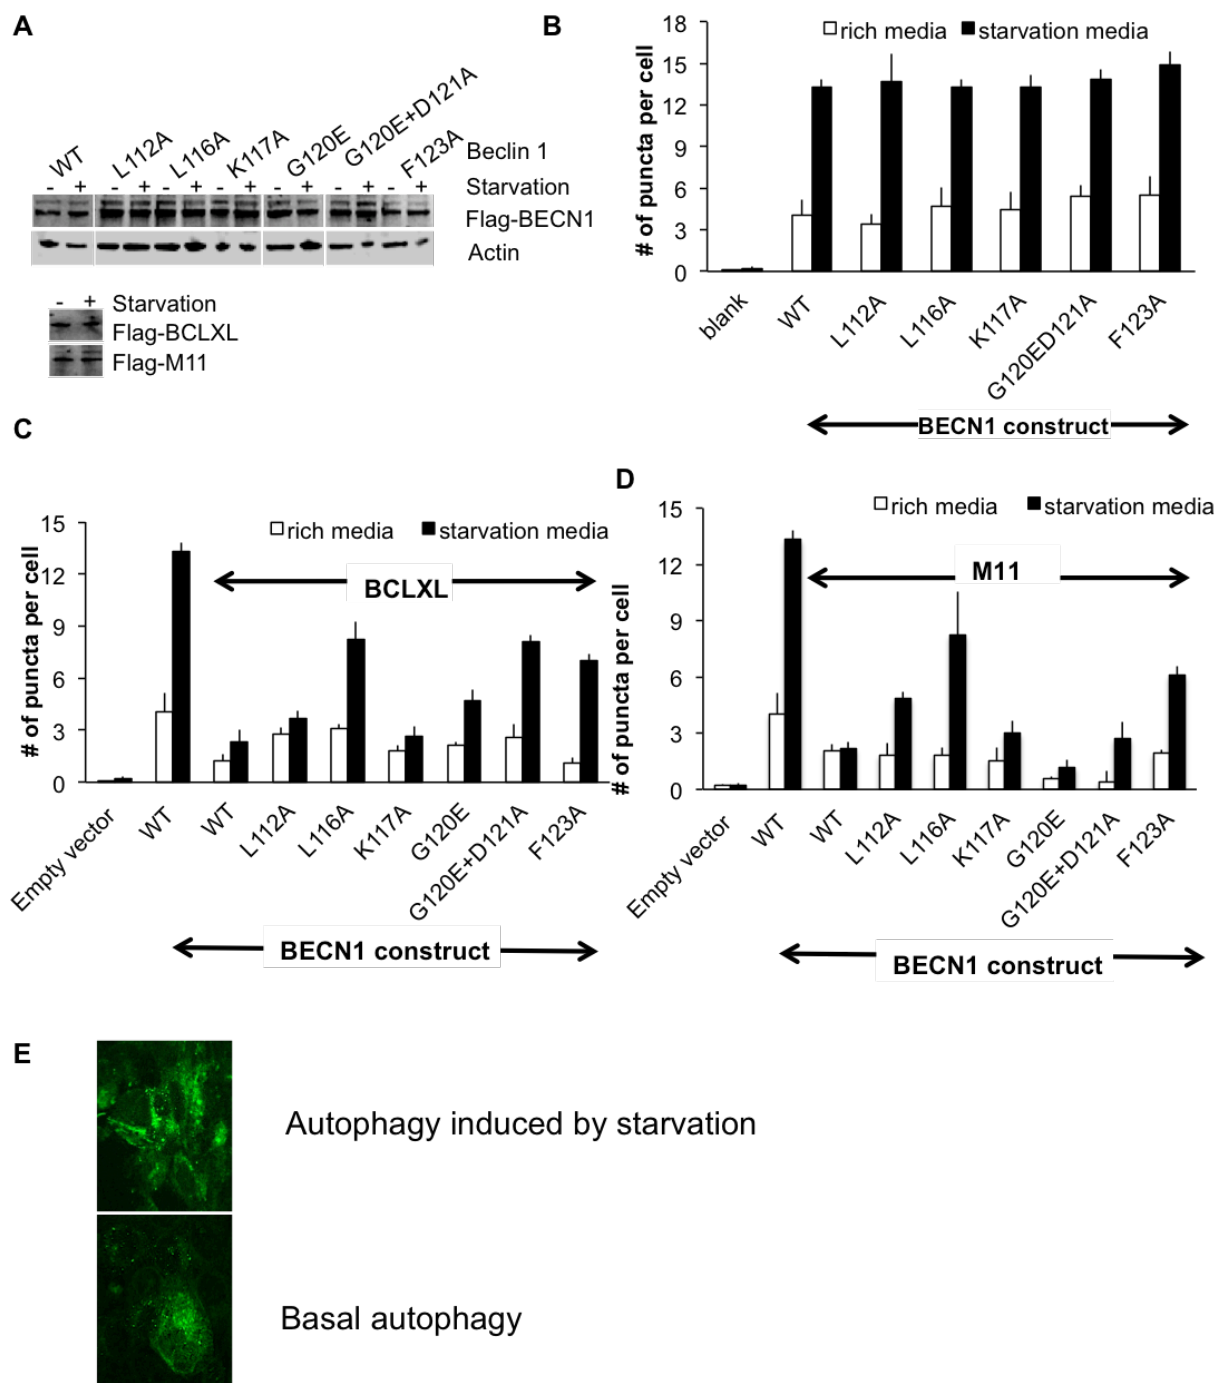 A
WT
L112A
L116A
K117A
G120E
G120E+D121A
F123A
Beclin 1
- + - + - + - + - + - + - + Starvation
Flag-BECN1
Actin
- + Starvation
Flag-BCLXL
Flag-M11
B
rich media starvation media
# of puncta per cell
18
15
12
9
6
3
0
blank
WT
L112A
L116A
K117A
G120ED121A
F123A
BECN1 construct
C
rich media starvation media
BCLXL
# of puncta per cell
15
12
9
6
3
0
Empty vector
WT
WT
L112A
L116A
K117A
G120E
G120E+D121A
F123A
BECN1 construct
D
rich media starvation media
M11
# of puncta per cell
15
12
9
6
3
0
Empty vector
WT
WT
L112A
L116A
K117A
G120E
G120E+D121A
F123A
BECN1 construct
E
Autophagy induced by starvation
Basal autophagy